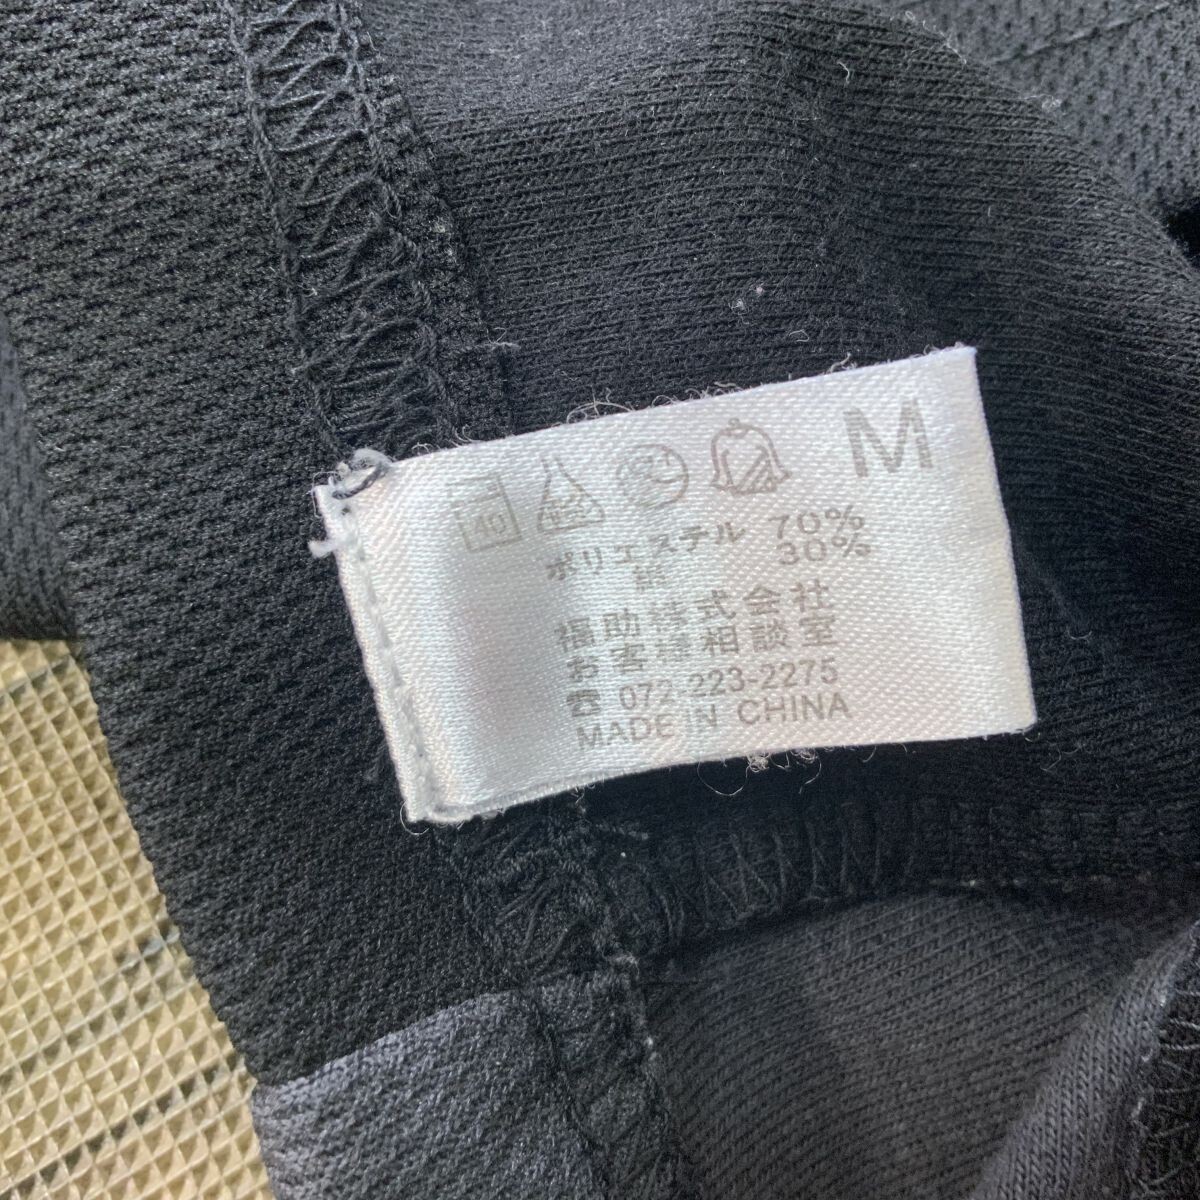 M
40
ポリエステル 70%
綿 30%
福助株式会社
お客様相談室
☎ 072-223-2275
MADE IN CHINA